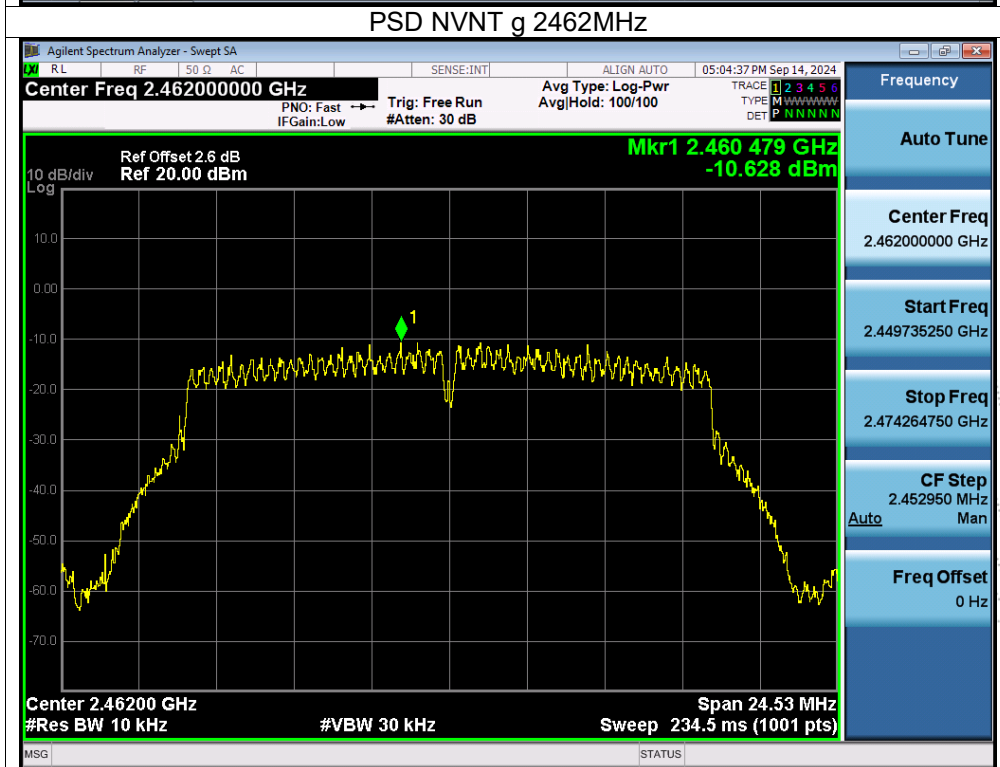 PSD NVNT g 2462MHz
Agilent Spectrum Analyzer - Swept SA
LXI RL RF 50 Ω AC SENSE:INT ALIGN AUTO 05:04:37 PM Sep 14, 2024
Center Freq 2.462000000 GHz
PNO: Fast
IFGain:Low
Trig: Free Run
#Atten: 30 dB
Avg Type: Log-Pwr
Avg|Hold: 100/100
TRACE 1 2 3 4 5 6
TYPE M WWWWW
DET P N N N N N
Mkr1 2.460 479 GHz
-10.628 dBm
Ref Offset 2.6 dB
10 dB/div Ref 20.00 dBm
Log
10.0
0.00
-10.0
-20.0
-30.0
-40.0
-50.0
-60.0
-70.0
1
Center 2.46200 GHz Span 24.53 MHz
#Res BW 10 kHz #VBW 30 kHz Sweep 234.5 ms (1001 pts)
MSG STATUS
Frequency
Auto Tune
Center Freq
2.462000000 GHz
Start Freq
2.449735250 GHz
Stop Freq
2.474264750 GHz
CF Step
2.452950 MHz
Auto Man
Freq Offset
0 Hz